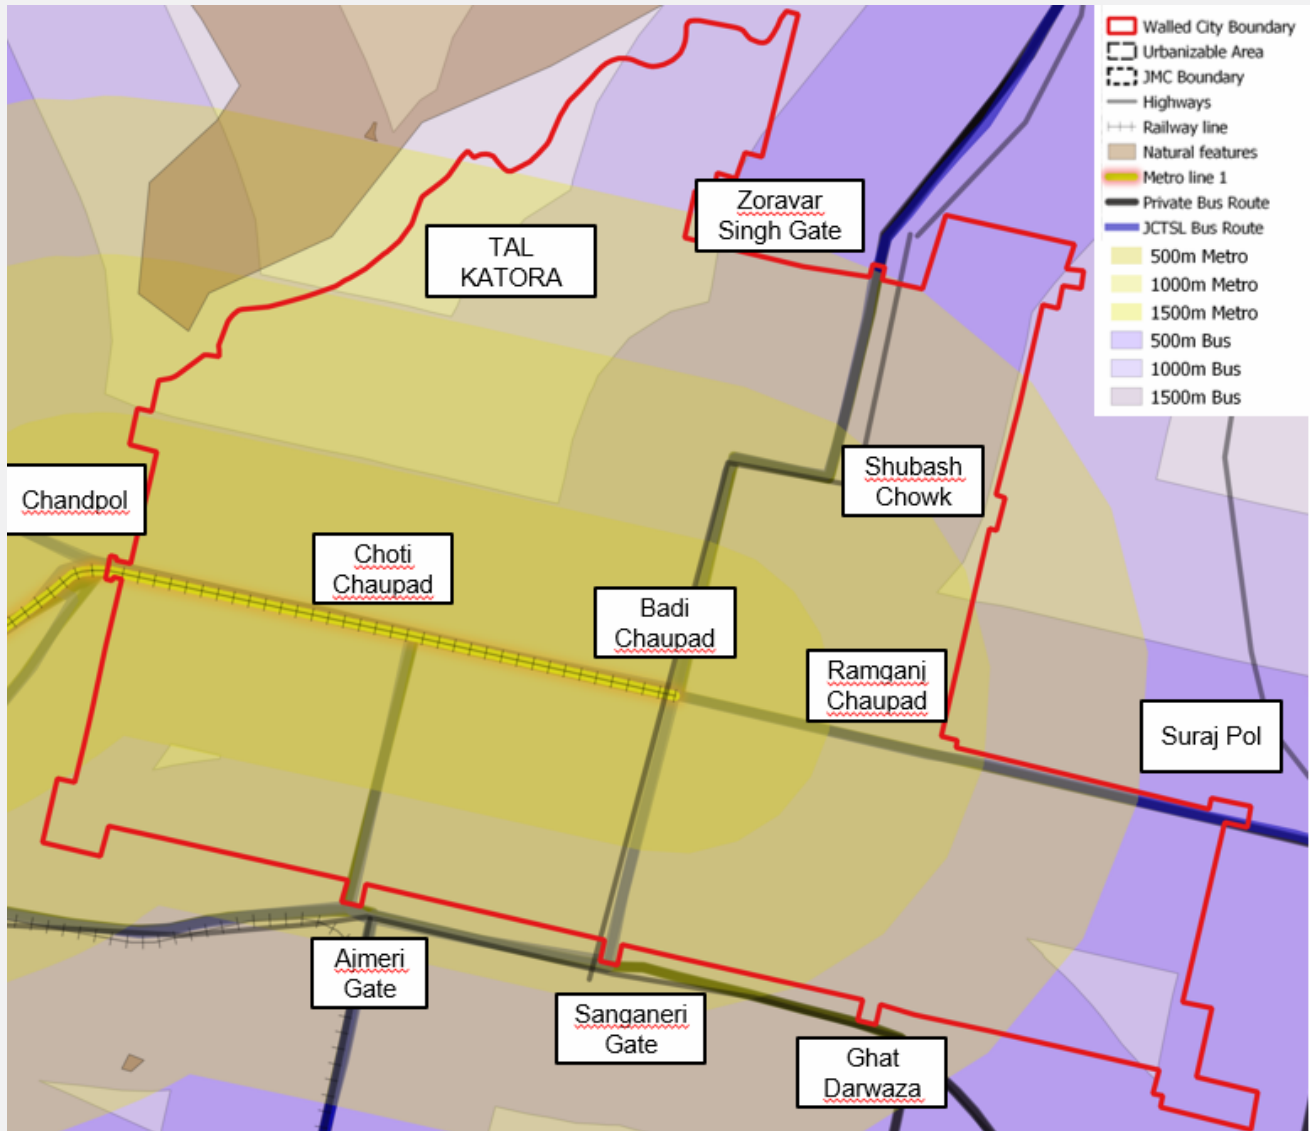 Walled City Boundary
Urbanizable Area
JMC Boundary
Highways
Railway line
Natural features
Metro line 1
Private Bus Route
JCTSL Bus Route
500m Metro
1000m Metro
1500m Metro
500m Bus
1000m Bus
1500m Bus
Zoravar
Singh Gate
TAL
KATORA
Shubash
Chowk
Chandpol
Choti
Chaupad
Badi
Chaupad
Ramganj
Chaupad
Suraj Pol
Ajmeri
Gate
Sanganeri
Gate
Ghat
Darwaza